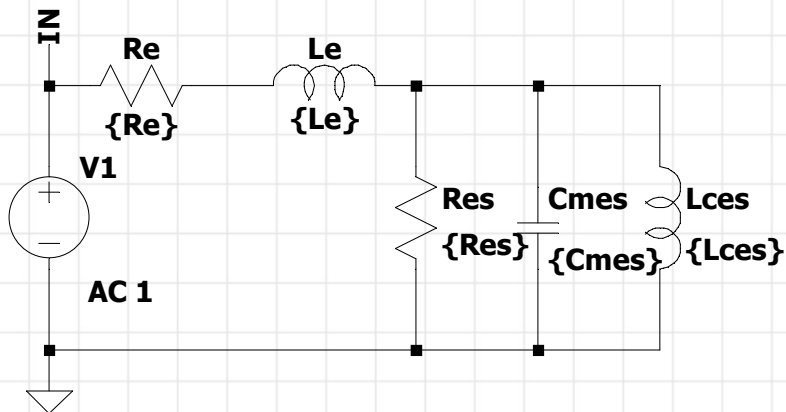 IN
Re
Le
{Re}
{Le}
V1
Res
Cmes
Lces
{Res}
{Cmes}
{Lces}
AC 1